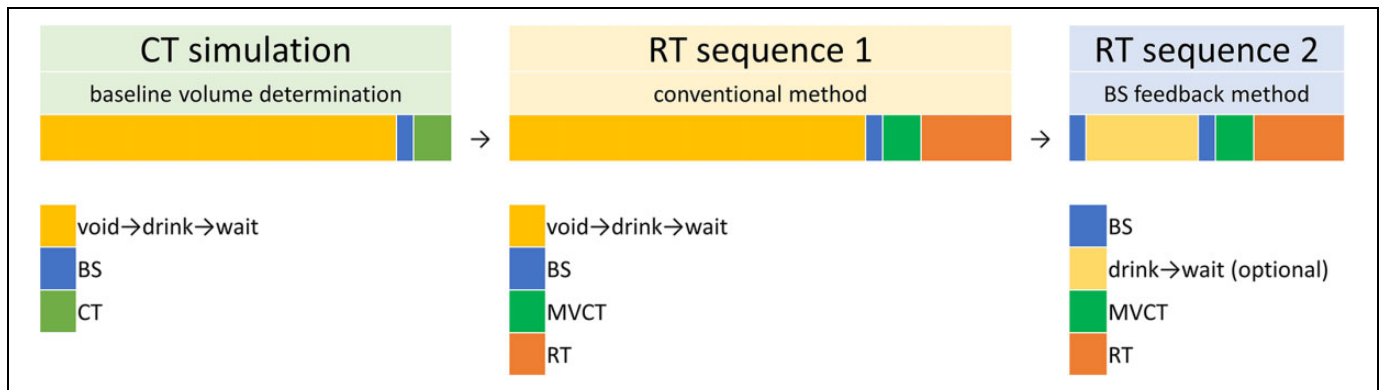 CT simulation
baseline volume determination
→
RT sequence 1
conventional method
→
RT sequence 2
BS feedback method
void→drink→wait
BS
CT
void→drink→wait
BS
MVCT
RT
BS
drink→wait (optional)
MVCT
RT